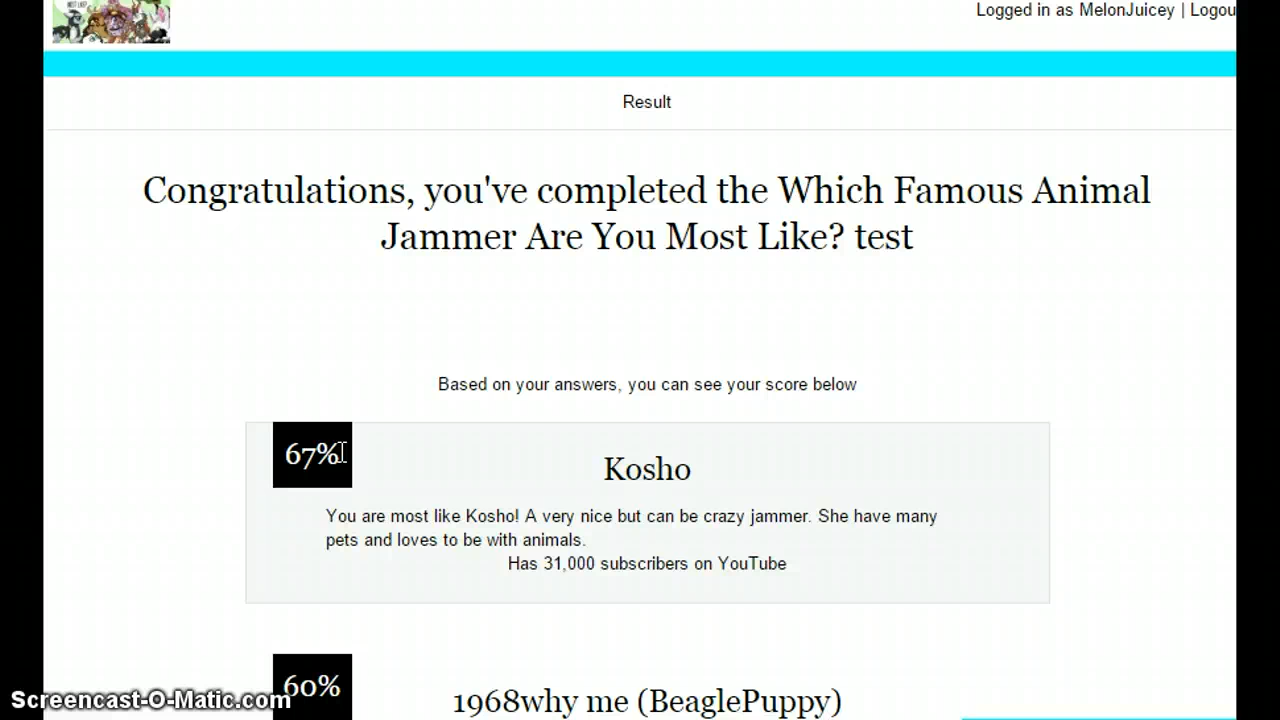 MOST LIKE?
Logged in as MelonJuicey | Logou
Result
Congratulations, you've completed the Which Famous Animal
Jammer Are You Most Like? test
Based on your answers, you can see your score below
67%
Kosho
You are most like Kosho! A very nice but can be crazy jammer. She have many
pets and loves to be with animals.
Has 31,000 subscribers on YouTube
60%
1968why me (BeaglePuppy)
Screencast-O-Matic.com